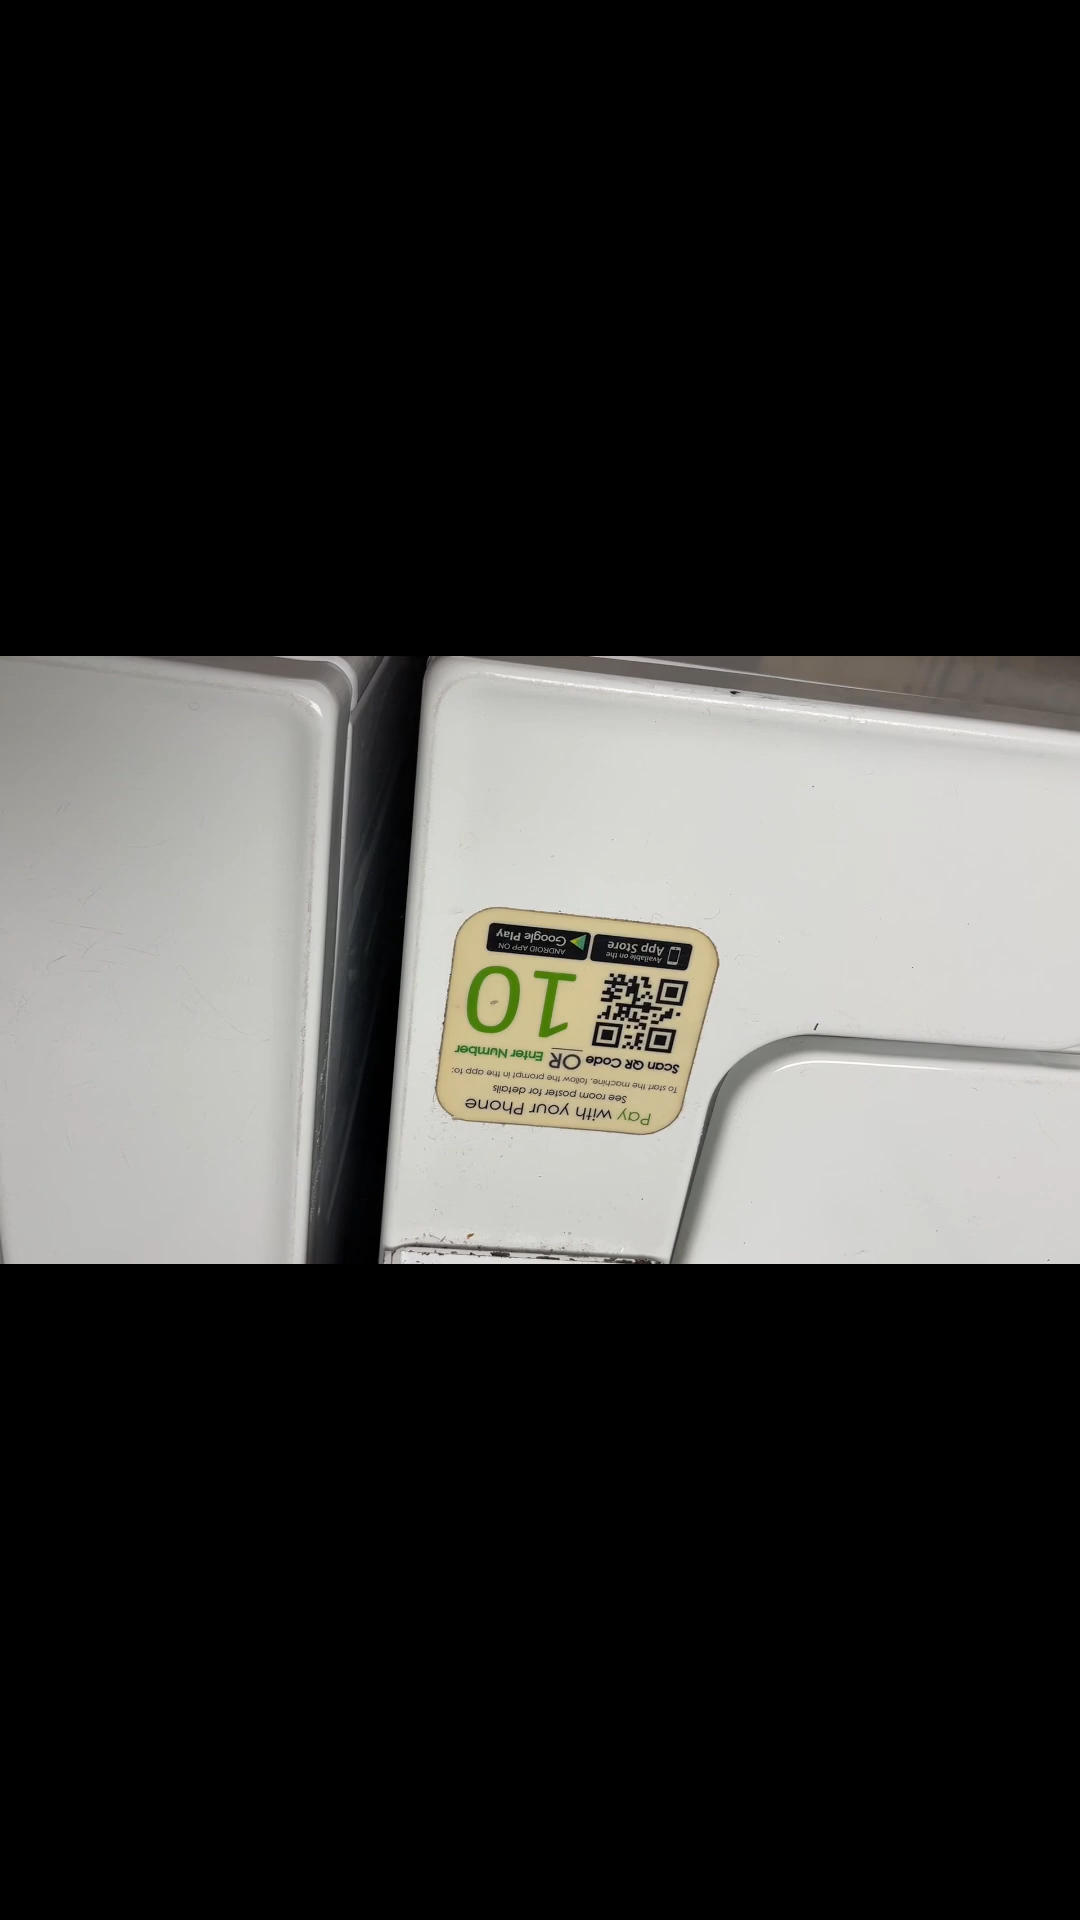 Pay with your Phone
See room poster for details
To start the machine, follow the prompt in the app to:
Scan QR Code OR Enter Number
10
Available on the
App Store
ANDROID APP ON
Google Play